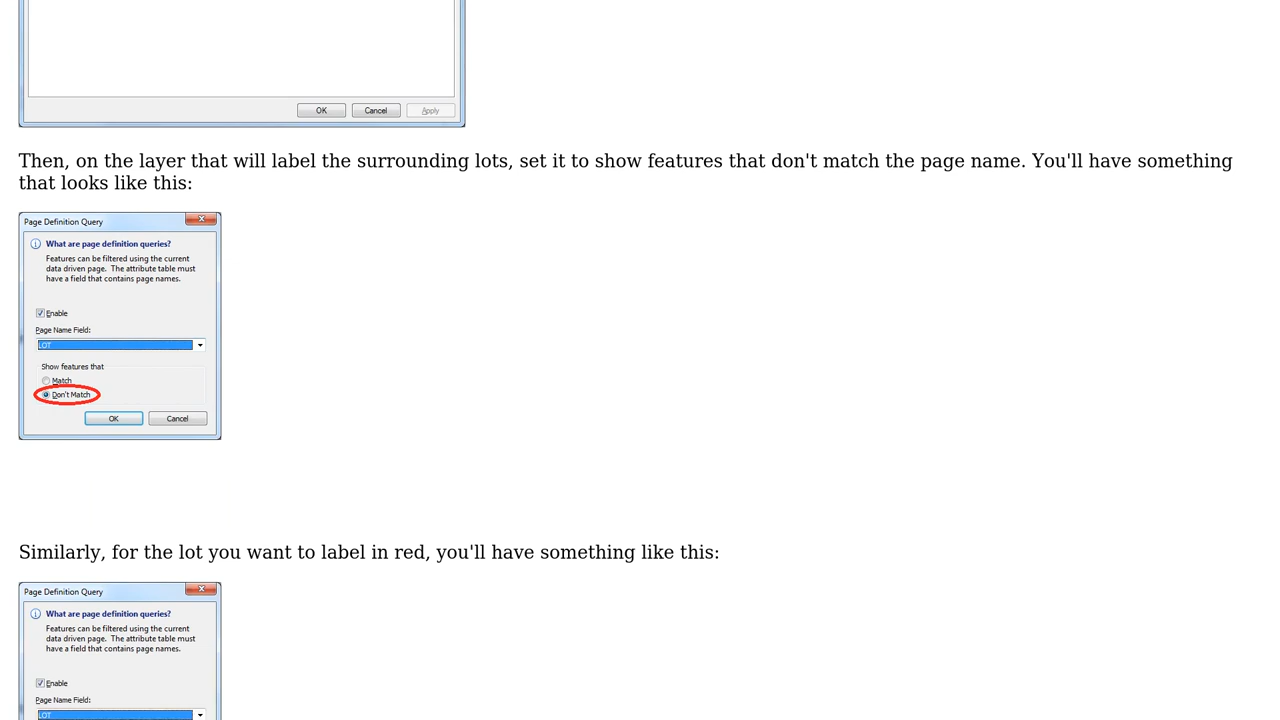 OK Cancel Apply
Then, on the layer that will label the surrounding lots, set it to show features that don't match the page name. You'll have something
that looks like this:
Page Definition Query
What are page definition queries?
Features can be filtered using the current
data driven page. The attribute table must
have a field that contains page names.
Enable
Page Name Field:
LOT
Show features that
Match
Don't Match
OK Cancel
Similarly, for the lot you want to label in red, you'll have something like this:
Page Definition Query
What are page definition queries?
Features can be filtered using the current
data driven page. The attribute table must
have a field that contains page names.
Enable
Page Name Field:
LOT